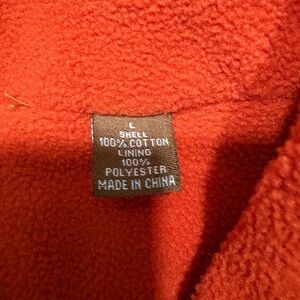 L
SHELL
100% COTTON
LINING
100%
POLYESTER
MADE IN CHINA